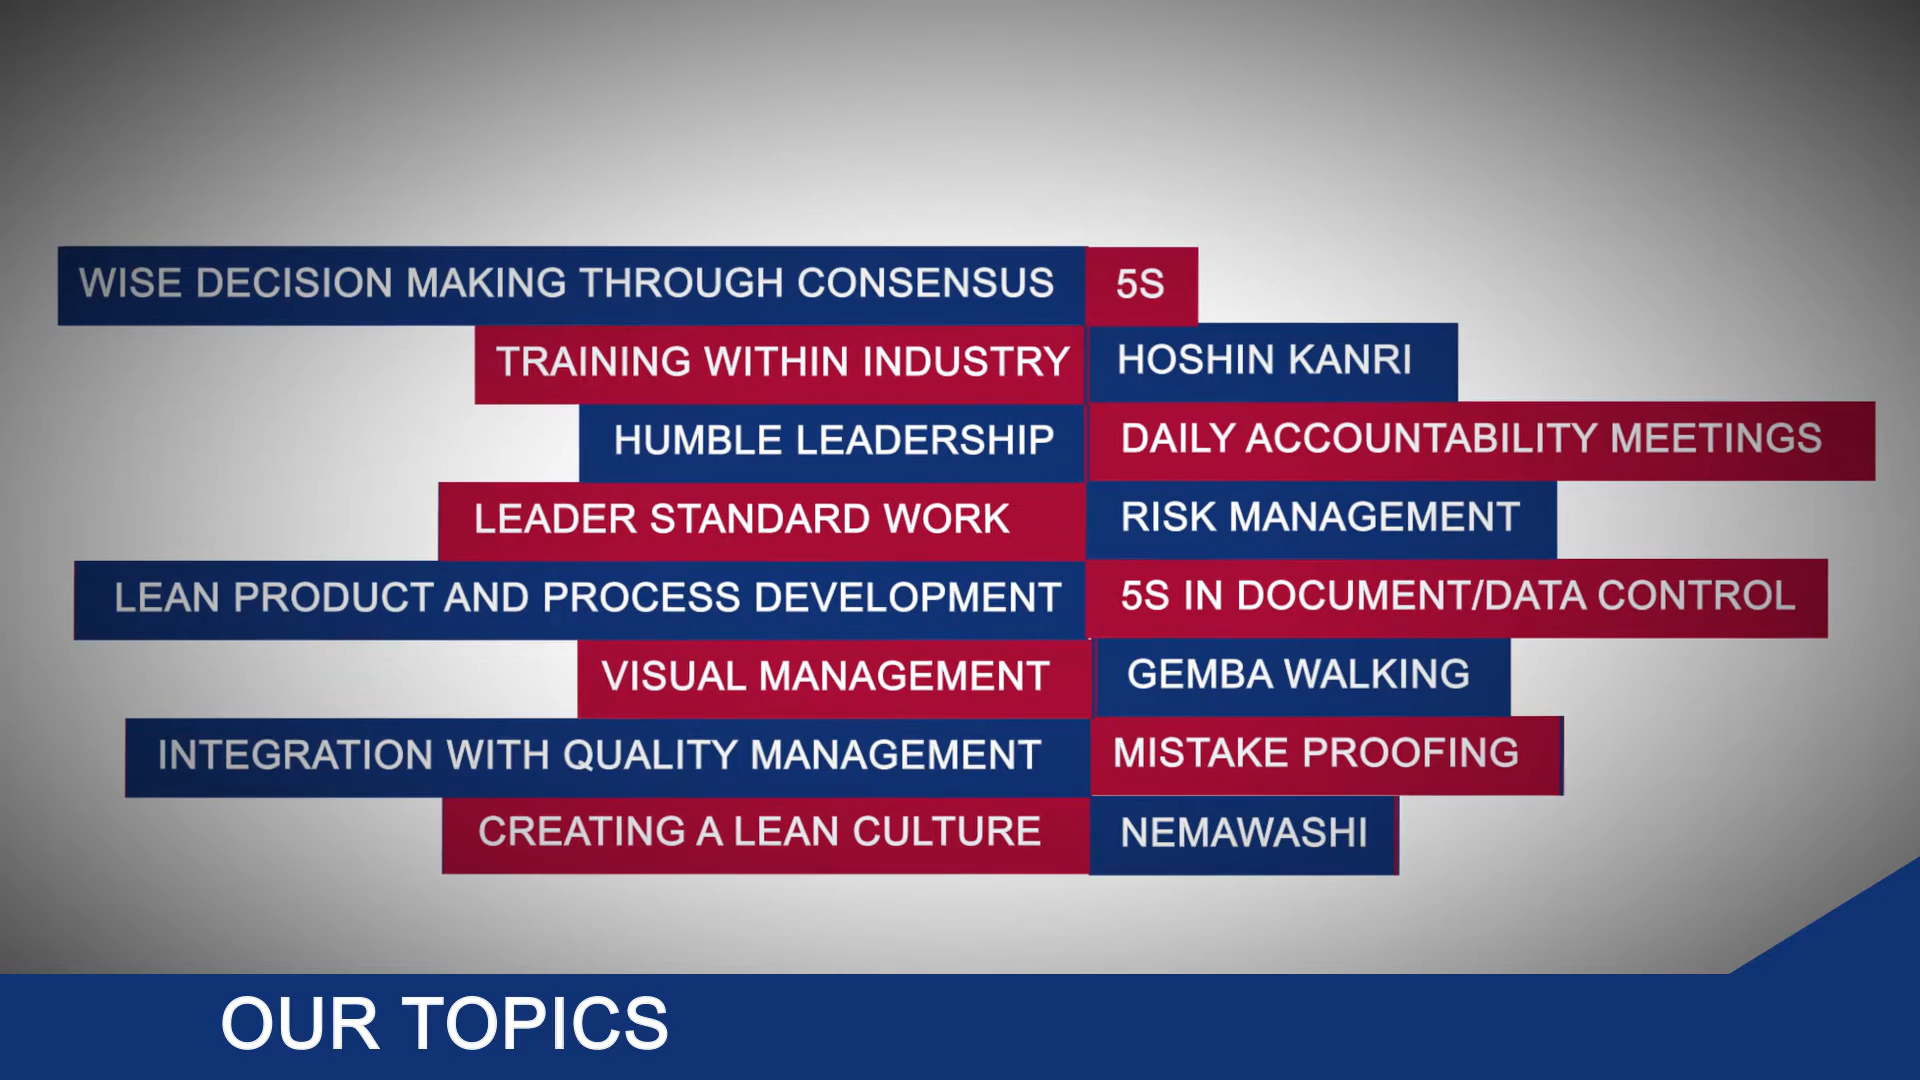 WISE DECISION MAKING THROUGH CONSENSUS
5S
TRAINING WITHIN INDUSTRY
HOSHIN KANRI
HUMBLE LEADERSHIP
DAILY ACCOUNTABILITY MEETINGS
LEADER STANDARD WORK
RISK MANAGEMENT
LEAN PRODUCT AND PROCESS DEVELOPMENT
5S IN DOCUMENT/DATA CONTROL
VISUAL MANAGEMENT
GEMBA WALKING
INTEGRATION WITH QUALITY MANAGEMENT
MISTAKE PROOFING
CREATING A LEAN CULTURE
NEMAWASHI
OUR TOPICS